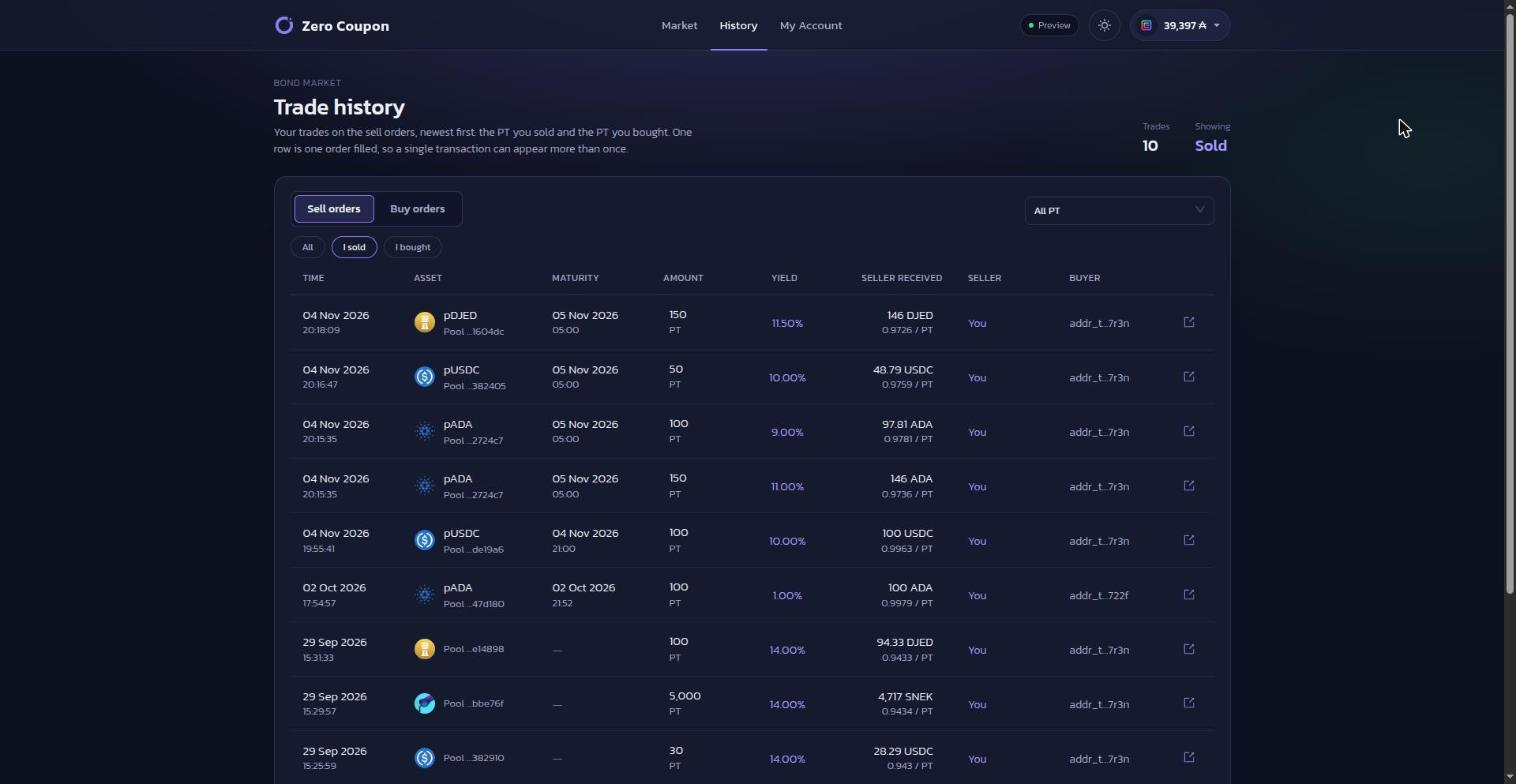 Zero Coupon
Market
History
My Account
Preview
39,397 ₳
BOND MARKET
Trade history
Your trades on the sell orders, newest first: the PT you sold and the PT you bought. One
row is one order filled, so a single transaction can appear more than once.
Trades
10
Showing
Sold
Sell orders
Buy orders
All PT
All
I sold
I bought
TIME ASSET MATURITY AMOUNT YIELD SELLER RECEIVED SELLER BUYER
04 Nov 2026 pDJED 05 Nov 2026 150 11.50% 146 DJED You addr_t...7r3n
20:18:09 Pool ...1604dc 05:00 PT 0.9726 / PT
04 Nov 2026 pUSDC 05 Nov 2026 50 10.00% 48.79 USDC You addr_t...7r3n
20:16:47 Pool ...382405 05:00 PT 0.9759 / PT
04 Nov 2026 pADA 05 Nov 2026 100 9.00% 97.81 ADA You addr_t...7r3n
20:15:35 Pool ...2724c7 05:00 PT 0.9781 / PT
04 Nov 2026 pADA 05 Nov 2026 150 11.00% 146 ADA You addr_t...7r3n
20:15:35 Pool ...2724c7 05:00 PT 0.9736 / PT
04 Nov 2026 pUSDC 04 Nov 2026 100 10.00% 100 USDC You addr_t...7r3n
19:55:41 Pool ...de19a6 21:00 PT 0.9963 / PT
02 Oct 2026 pADA 02 Oct 2026 100 1.00% 100 ADA You addr_t...722f
17:54:57 Pool ...47d180 21:52 PT 0.9979 / PT
29 Sep 2026 Pool ...e14898 — 100 14.00% 94.33 DJED You addr_t...7r3n
15:31:33 PT 0.9433 / PT
29 Sep 2026 Pool ...bbe76f — 5,000 14.00% 4,717 SNEK You addr_t...7r3n
15:29:57 PT 0.9434 / PT
29 Sep 2026 Pool ...382910 — 30 14.00% 28.29 USDC You addr_t...7r3n
15:25:59 PT 0.943 / PT